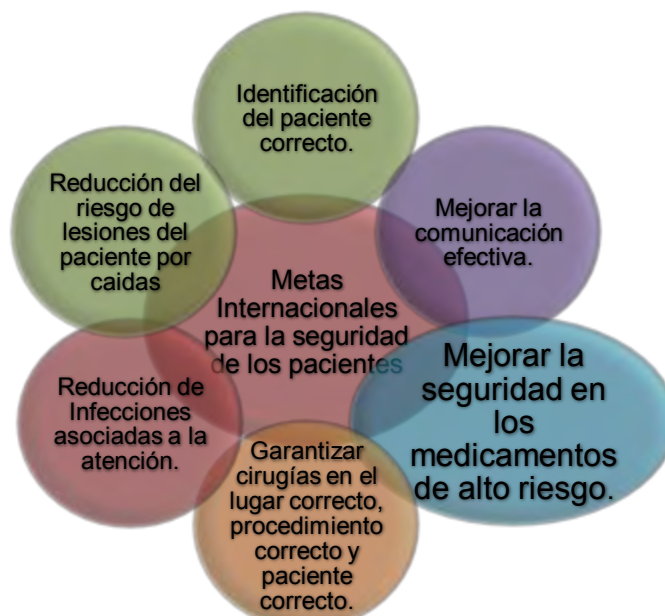 Identificación
del paciente
correcto.
Mejorar la
comunicación
efectiva.
Mejorar la
seguridad en
los
medicamentos
de alto riesgo.
Garantizar
cirugías en el
lugar correcto,
procedimiento
correcto y
paciente
correcto.
Reducción de
Infecciones
asociadas a la
atención.
Reducción del
riesgo de
lesiones del
paciente por
caidas
Metas
Internacionales
para la seguridad
de los pacientes